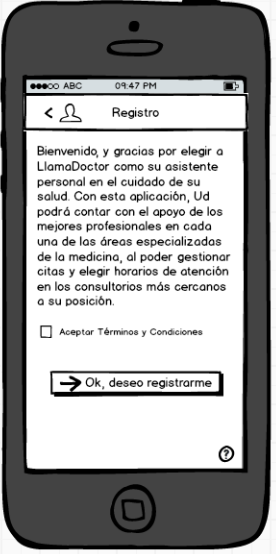 ABC 09:47 PM
< Registro
Bienvenido, y gracias por elegir a
LlamaDoctor como su asistente
personal en el cuidado de su
salud. Con esta aplicación, Ud
podrá contar con el apoyo de los
mejores profesionales en cada
una de las áreas especializadas
de la medicina, al poder gestionar
citas y elegir horarios de atención
en los consultorios más cercanos
a su posición.
Aceptar Términos y Condiciones
Ok, deseo registrarme
?